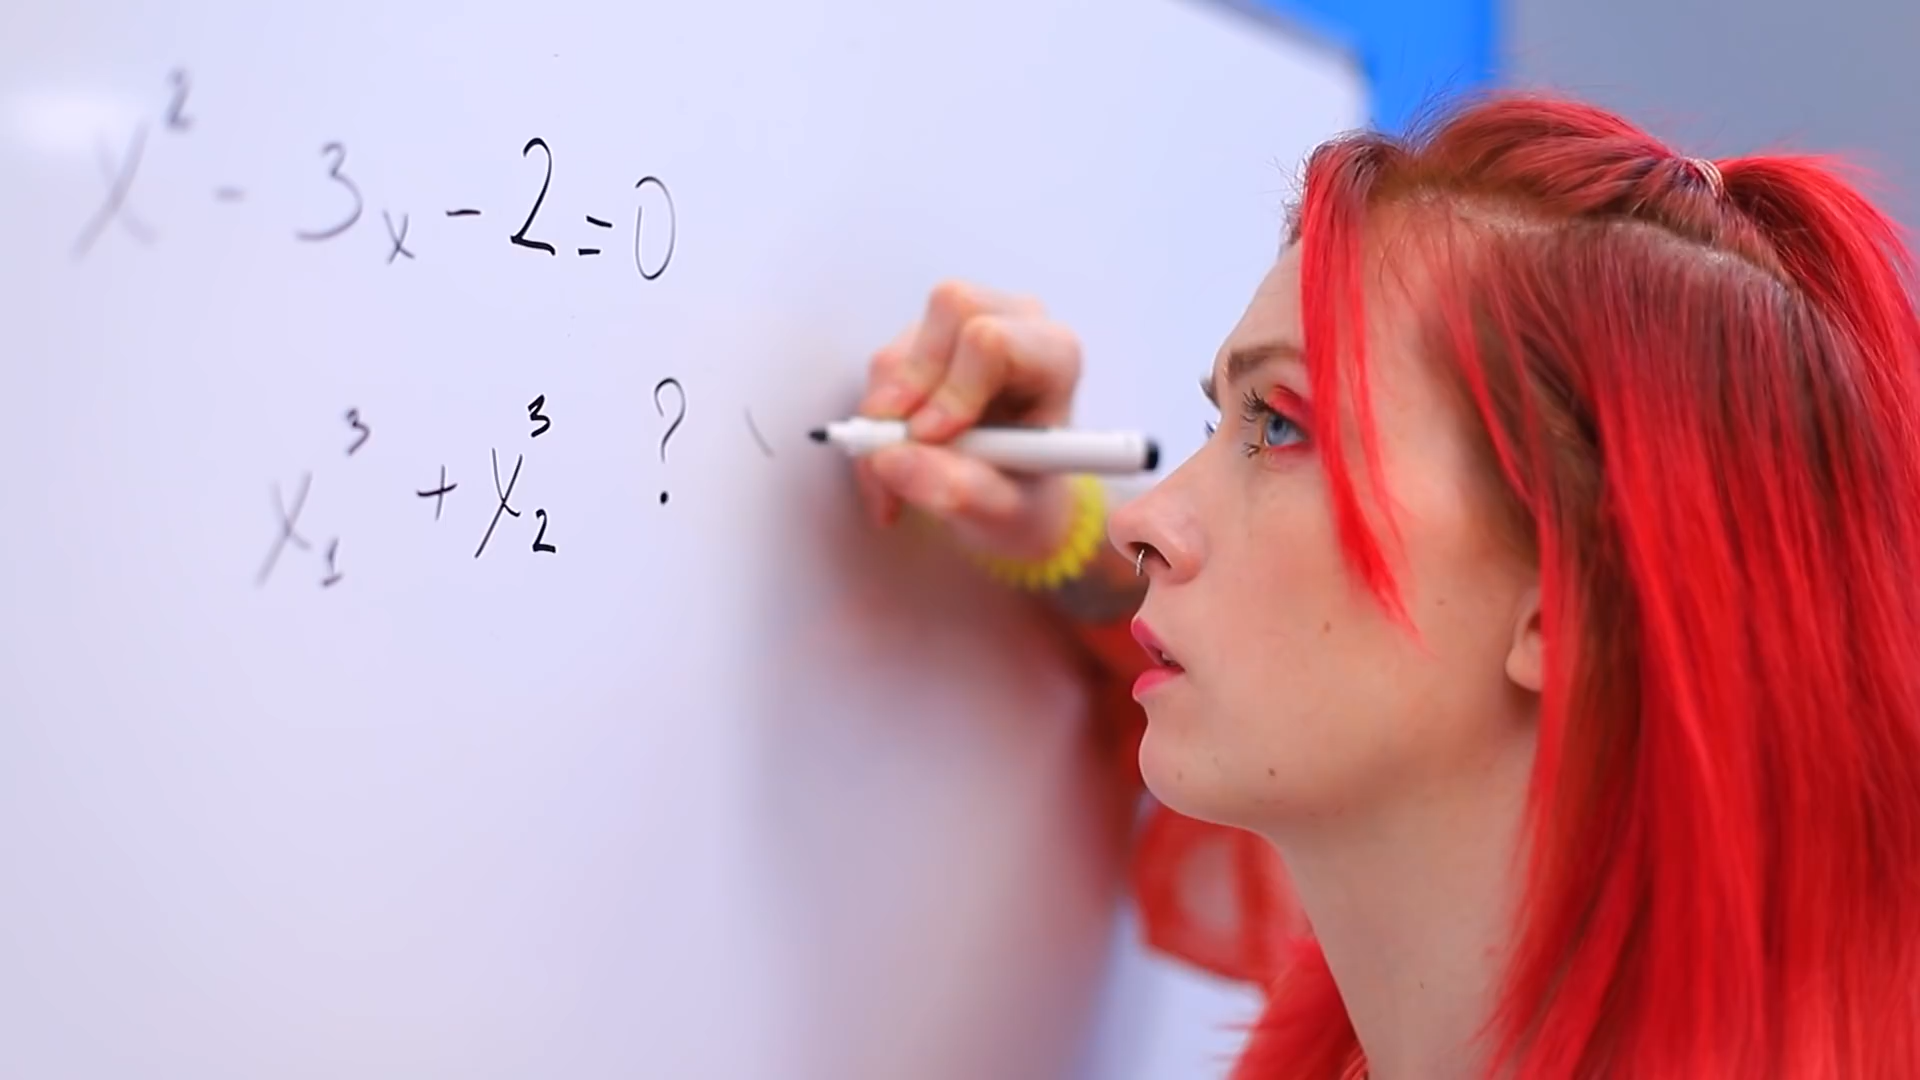 x² - 3x - 2 = 0
x₁³ + x₂³ ?